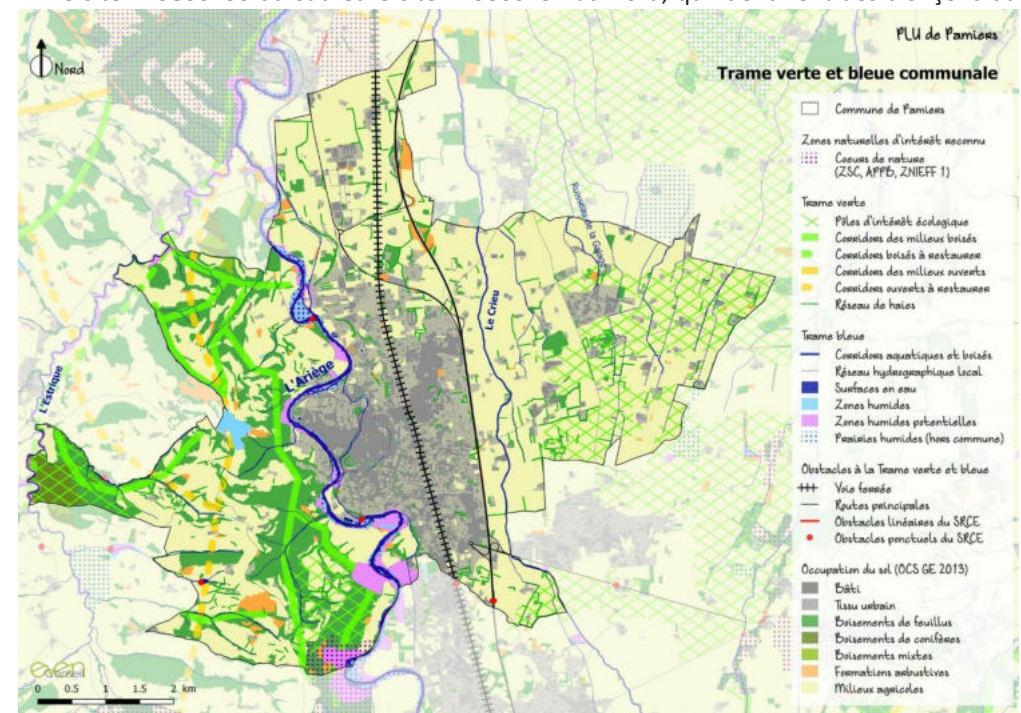 PLU de Pamiers
Trame verte et bleue communale
Nord
Commune de Pamiers
Zones naturelles d'intérêt reconnu
Coeurs de nature
(ZSC, APPB, ZNIEFF 1)
Trame verte
Pôles d'intérêt écologique
Corridors des milieux boisés
Corridors boisés à restaurer
Corridors des milieux ouverts
Corridors ouverts à restaurer
Réseau de haies
Trame bleue
Corridors aquatiques et boisés
Réseau hydrographique local
Surfaces en eau
Zones humides
Zones humides potentielles
Prairies humides (hors commune)
Obstacles à la Trame verte et bleue
Voie ferrée
Routes principales
Obstacles linéaires du SRCE
Obstacles ponctuels du SRCE
Occupation du sol (OCS GE 2013)
Bâti
Tissu urbain
Boisements de feuillus
Boisements de conifères
Boisements mixtes
Formations arbustives
Milieux agricoles
Ruisseau de la Galage
Le Crieu
L'Ariège
L'Estrique
even
conseil
0 0.5 1 1.5 2 km